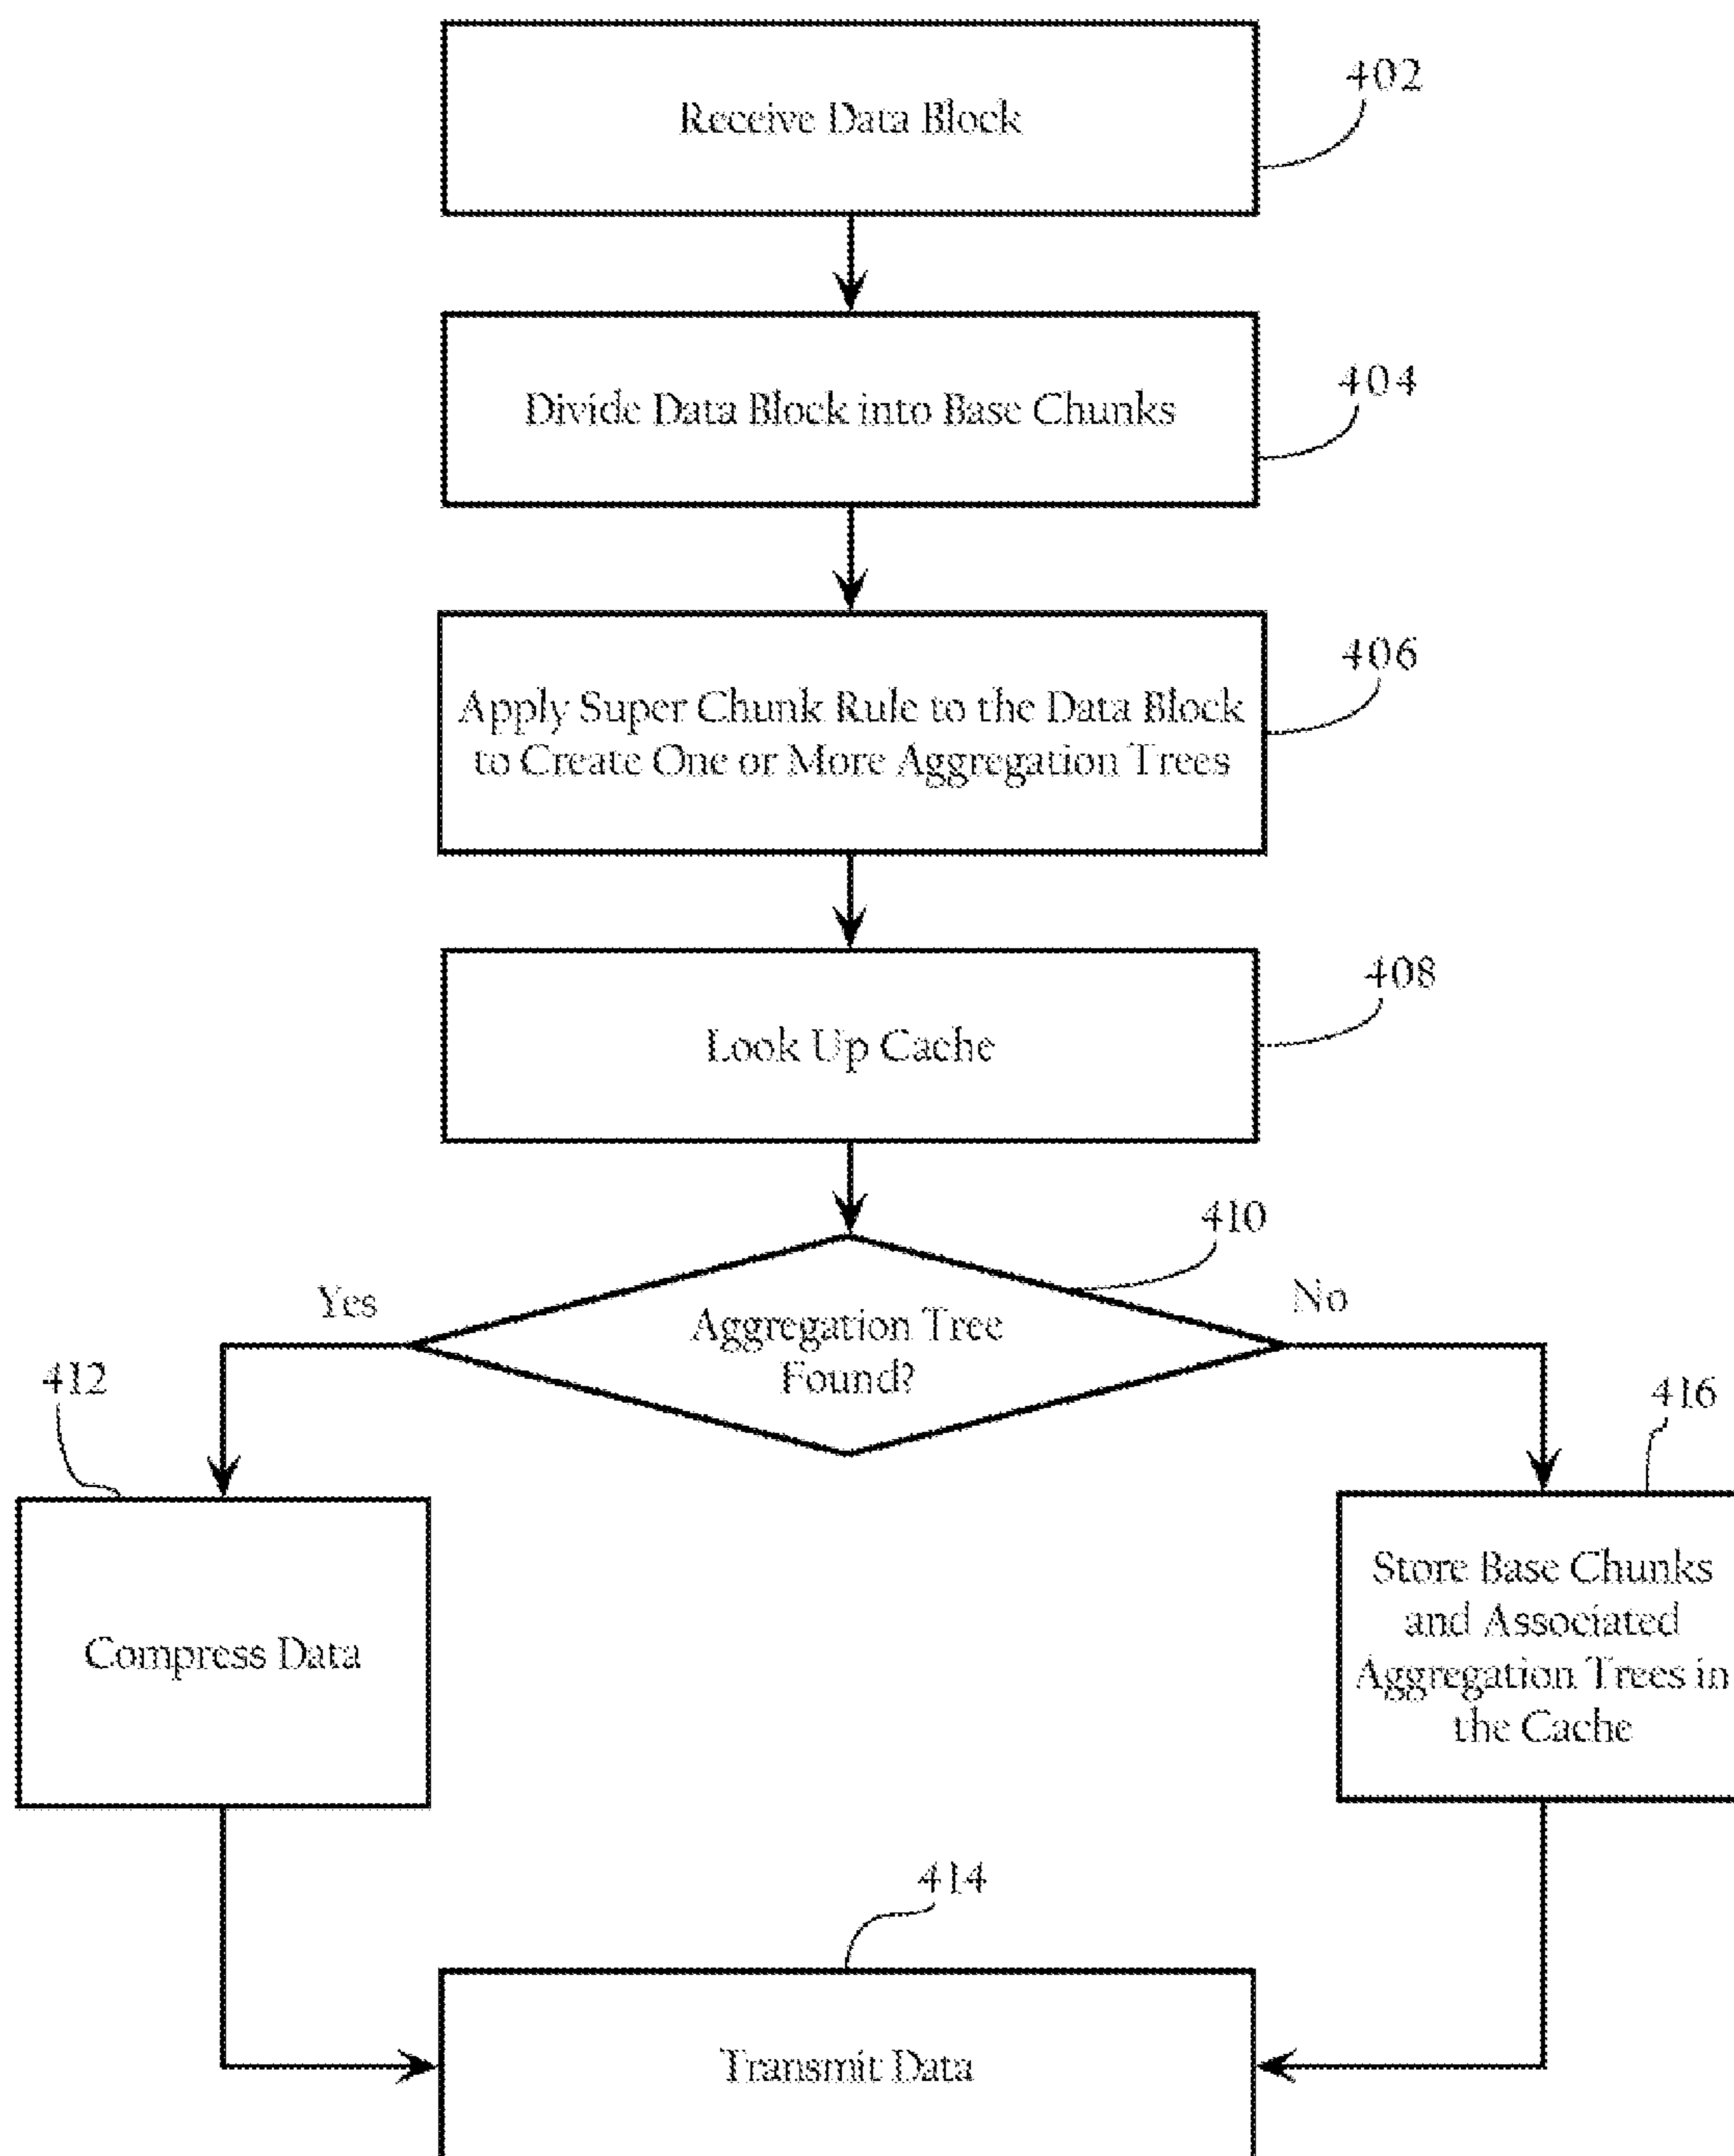 402
Receive Data Block
404
Divide Data Block into Base Chunks
406
Apply Super Chunk Rule to the Data Block
to Create One or More Aggregation Trees
408
Look Up Cache
410
Yes
No
Aggregation Tree
Found?
412
416
Compress Data
Store Base Chunks
and Associated
Aggregation Trees in
the Cache
414
Transmit Data